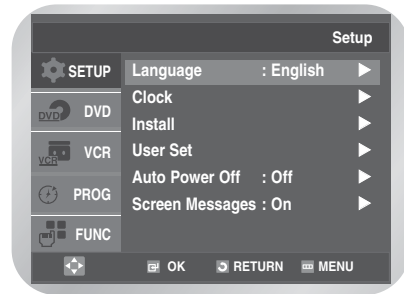 Setup
SETUP
DVD DVD
VCR VCR
PROG
FUNC
Language : English ►
Clock ►
Install ►
User Set ►
Auto Power Off : Off ►
Screen Messages : On ►
OK RETURN MENU